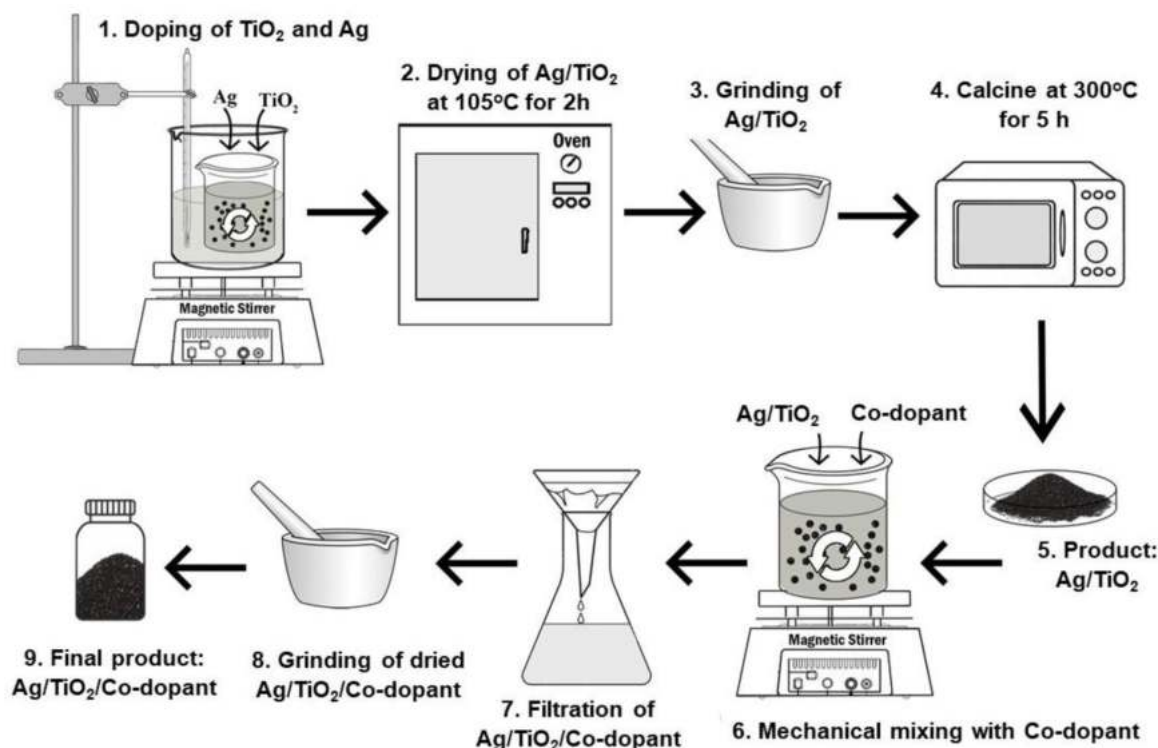 1. Doping of TiO₂ and Ag
Ag TiO₂
Magnetic Stirrer
2. Drying of Ag/TiO₂
at 105°C for 2h
Oven
3. Grinding of
Ag/TiO₂
4. Calcine at 300°C
for 5 h
5. Product:
Ag/TiO₂
Ag/TiO₂ Co-dopant
Magnetic Stirrer
6. Mechanical mixing with Co-dopant
7. Filtration of
Ag/TiO₂/Co-dopant
8. Grinding of dried
Ag/TiO₂/Co-dopant
9. Final product:
Ag/TiO₂/Co-dopant